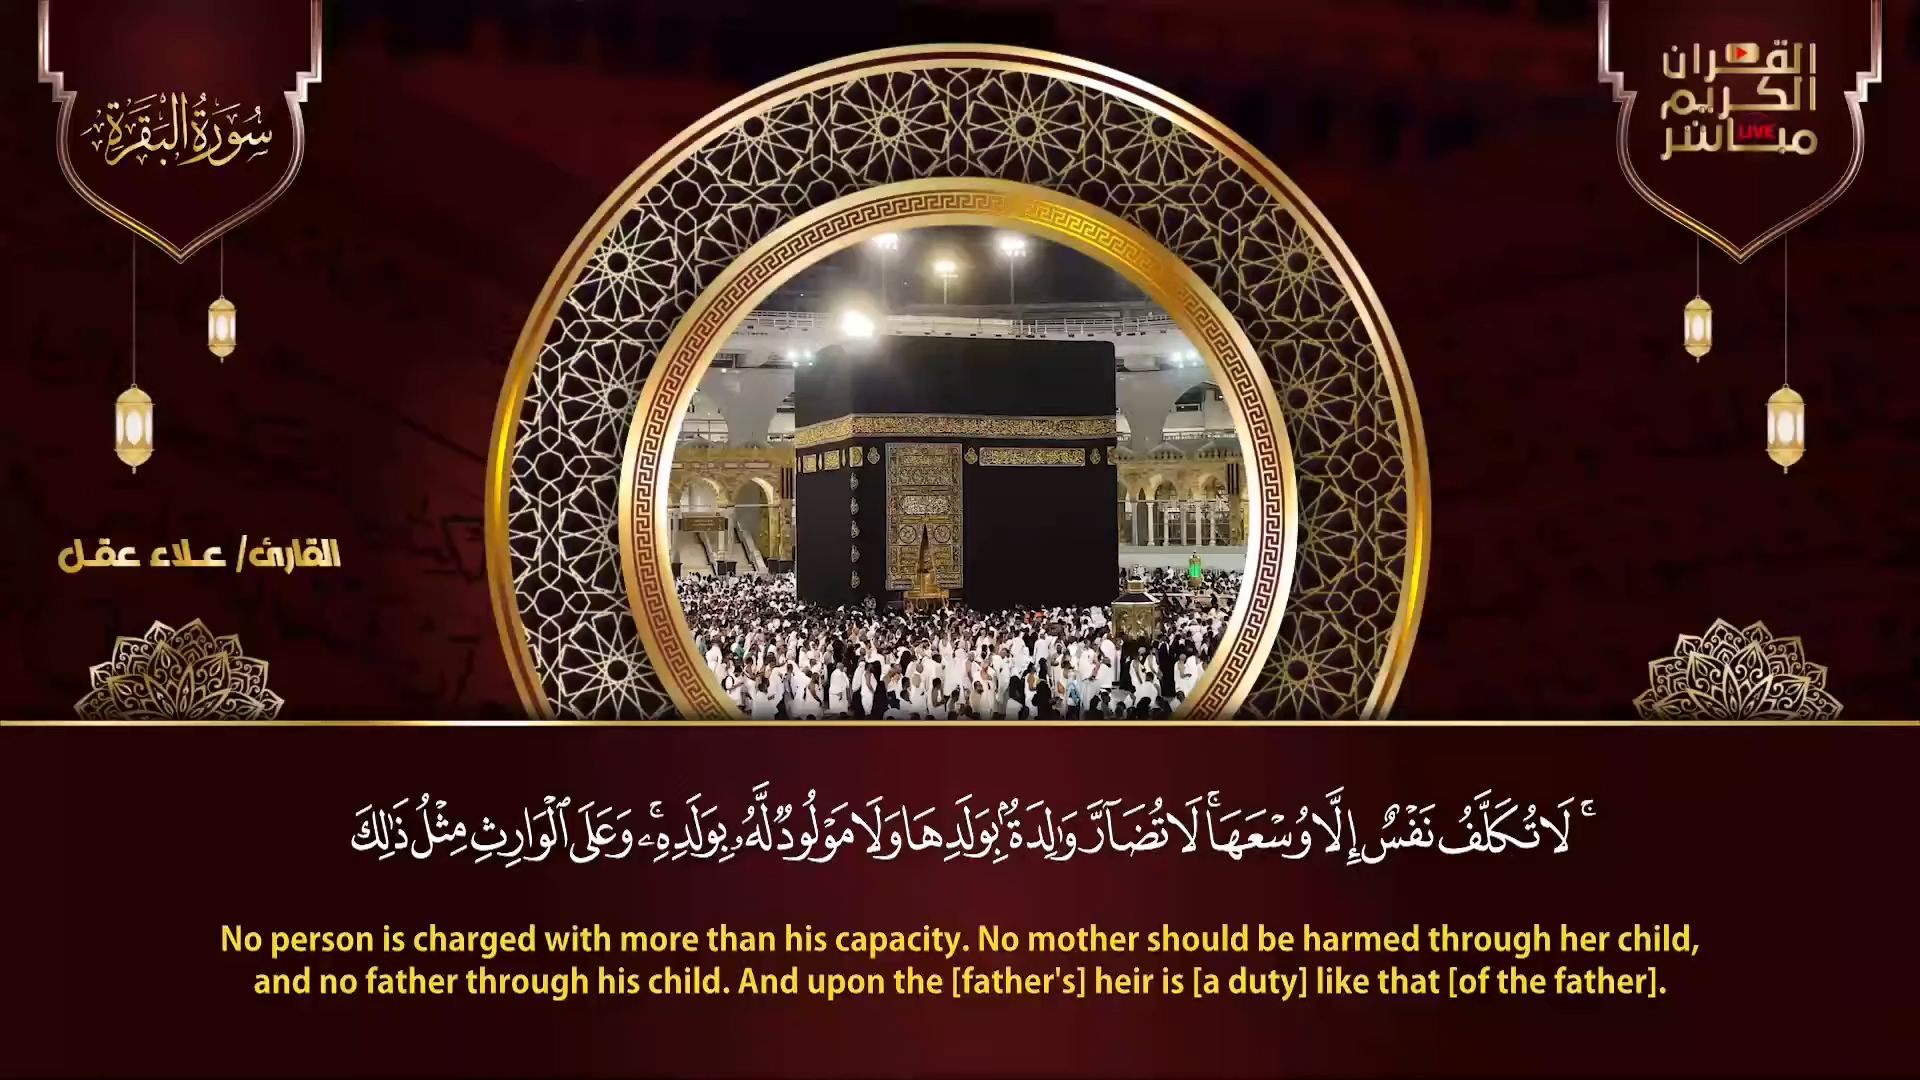 سُورَةُ البَقَرَةِ
القرآن
الكريم
مباشر
LIVE
القارئ/ علاء عقل
ۚ لَا تُكَلَّفُ نَفْسٌ إِلَّا وُسْعَهَا ۚ لَا تُضَآرَّ وَٰلِدَةٌۢ بِوَلَدِهَا وَلَا مَوْلُودٌ لَّهُۥ بِوَلَدِهِۦ ۚ وَعَلَى ٱلْوَارِثِ مِثْلُ ذَٰلِكَ
No person is charged with more than his capacity. No mother should be harmed through her child,
and no father through his child. And upon the [father's] heir is [a duty] like that [of the father].